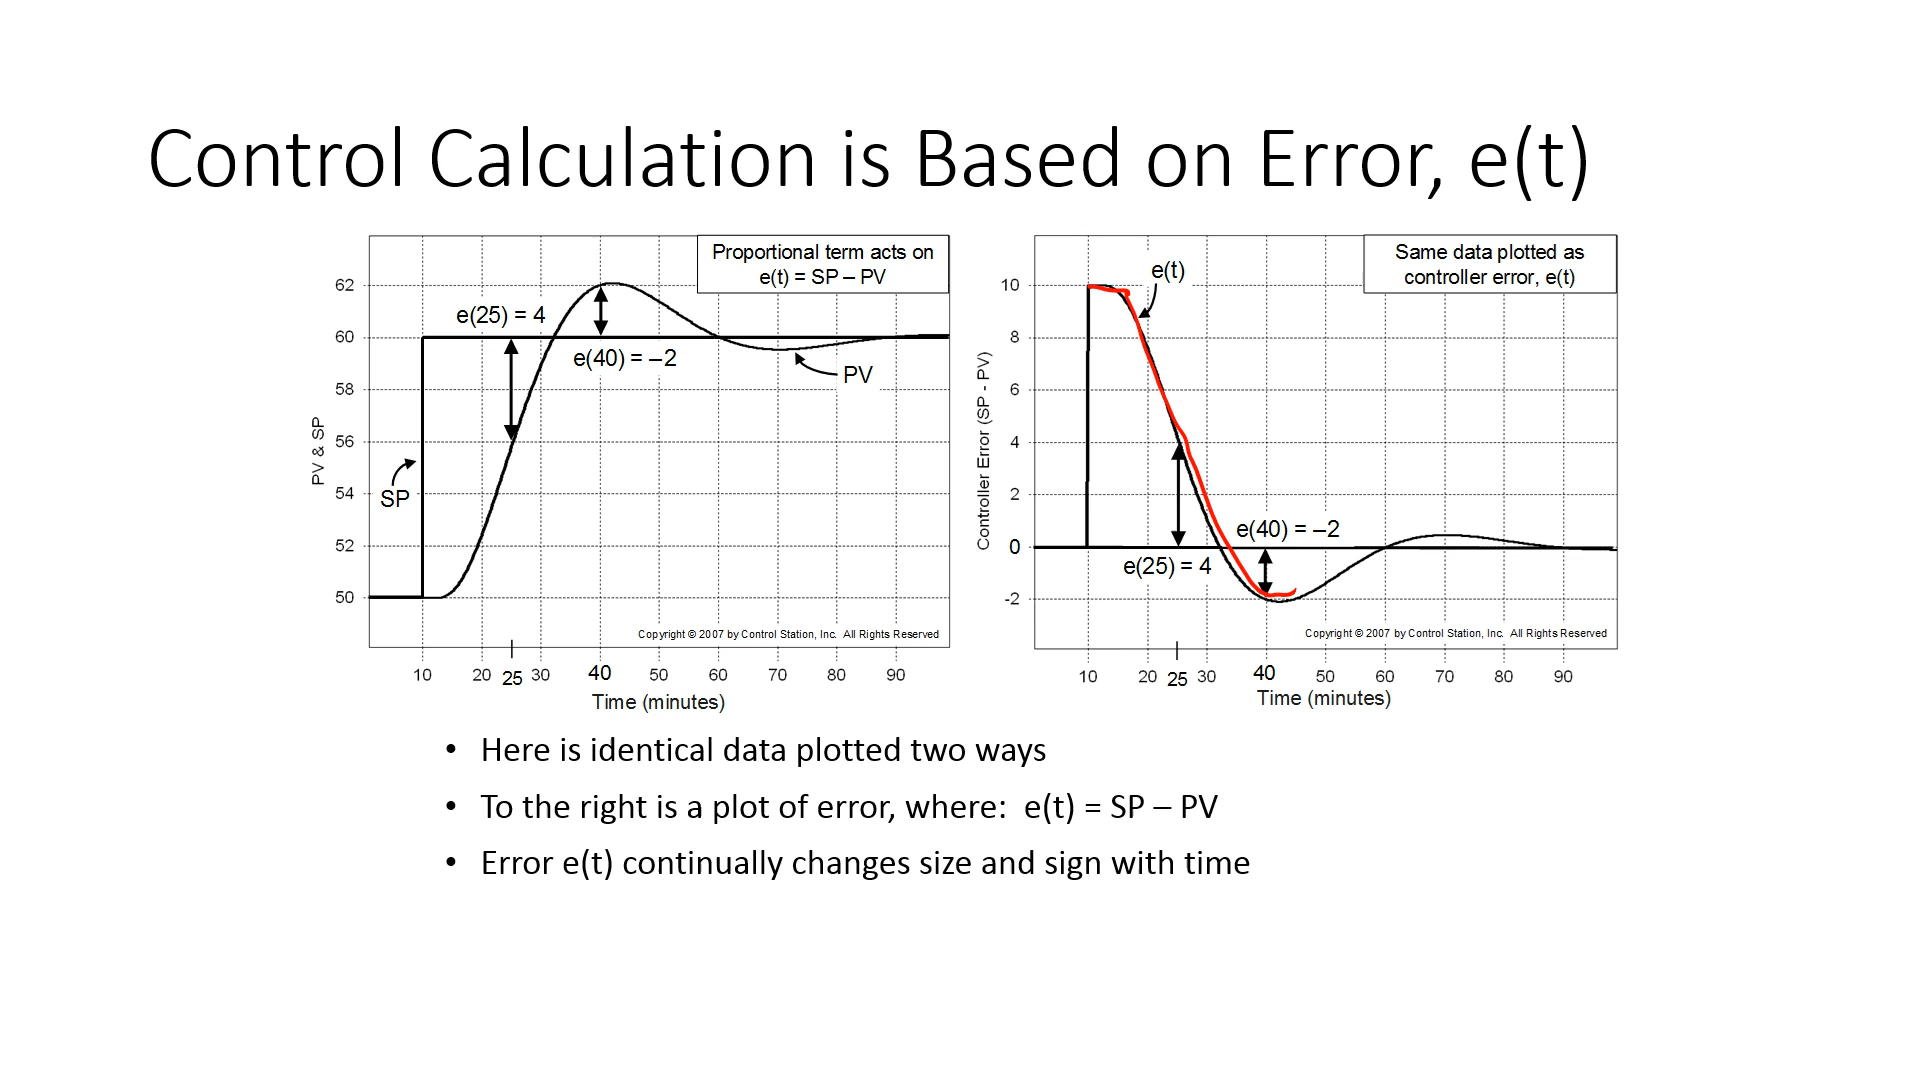 Control Calculation is Based on Error, e(t)
Proportional term acts on
e(t) = SP – PV
62
60
58
56
54
52
50
PV & SP
e(25) = 4
e(40) = –2
PV
SP
Copyright © 2007 by Control Station, Inc. All Rights Reserved
10 20 25 30 40 50 60 70 80 90
Time (minutes)
Same data plotted as
controller error, e(t)
10
8
6
4
2
0
-2
Controller Error (SP - PV)
e(t)
e(40) = –2
e(25) = 4
Copyright © 2007 by Control Station, Inc. All Rights Reserved
10 20 25 30 40 50 60 70 80 90
Time (minutes)
• Here is identical data plotted two ways
• To the right is a plot of error, where: e(t) = SP – PV
• Error e(t) continually changes size and sign with time